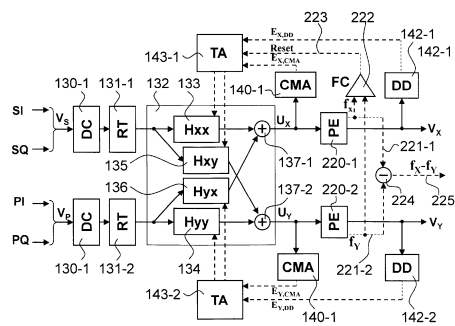 E_X,DD
223
222
142-1
142-1
143-1
TA
Reset
E_X,CMA
130-1
131-1
132
133
140-1
CMA
FC
DD
f_X
SI
SQ
V_S
DC
RT
Hxx
U_X
PE
V_X
135
Hxy
137-1
220-1
221-1
136
Hyx
137-2
220-2
f_X-f_Y
224
225
PI
PQ
V_P
DC
RT
Hyy
U_Y
PE
f_Y
V_Y
130-1
131-2
134
CMA
221-2
DD
143-2
TA
E_Y,CMA
E_Y,DD
140-1
142-2